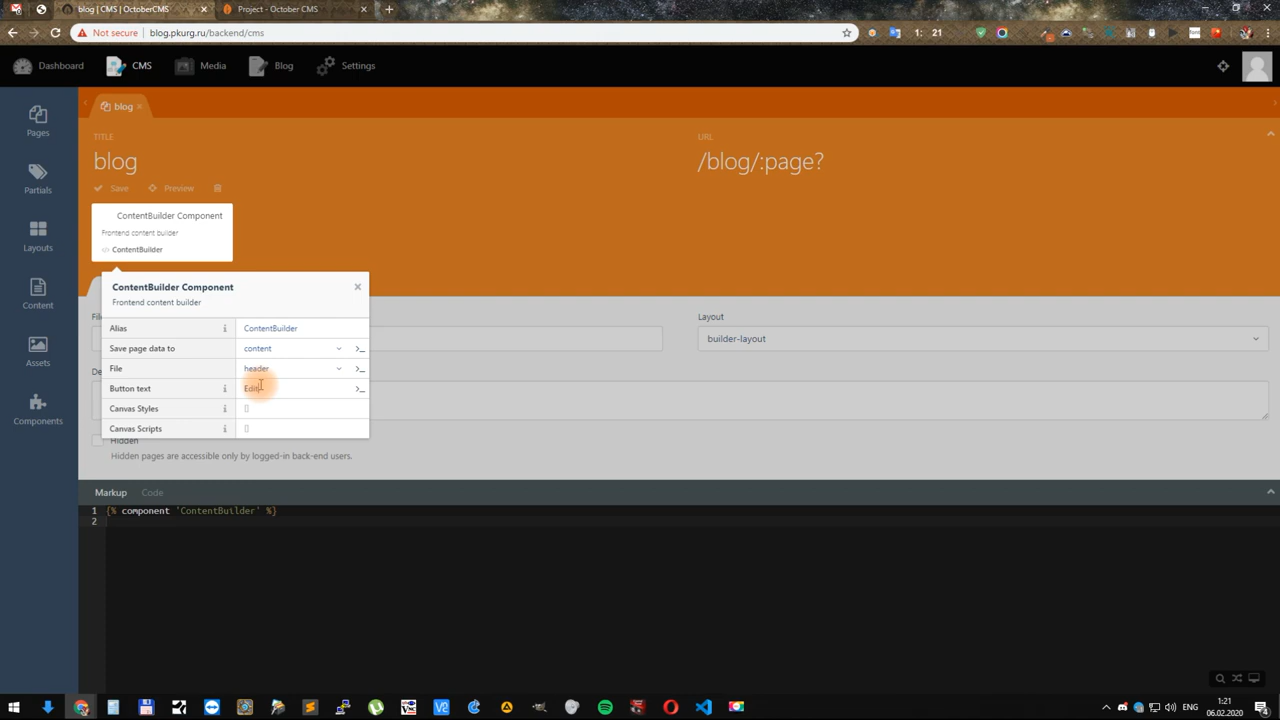 blog | CMS | OctoberCMS
Project - October CMS
Not secure
blog.pkurg.ru/backend/cms
1: 21
Dashboard
CMS
Media
Blog
Settings
Pages
Partials
Layouts
Content
Assets
Components
blog
TITLE
blog
URL
/blog/:page?
Save
Preview
ContentBuilder Component
Frontend content builder
ContentBuilder
ContentBuilder Component
Frontend content builder
Alias
ContentBuilder
Save page data to
content
File
header
Button text
Edit
Canvas Styles
[]
Canvas Scripts
[]
Layout
builder-layout
Hidden
Hidden pages are accessible only by logged-in back-end users.
Markup
Code
1 {% component 'ContentBuilder' %}
2
ENG
1:21
06.02.2020
4